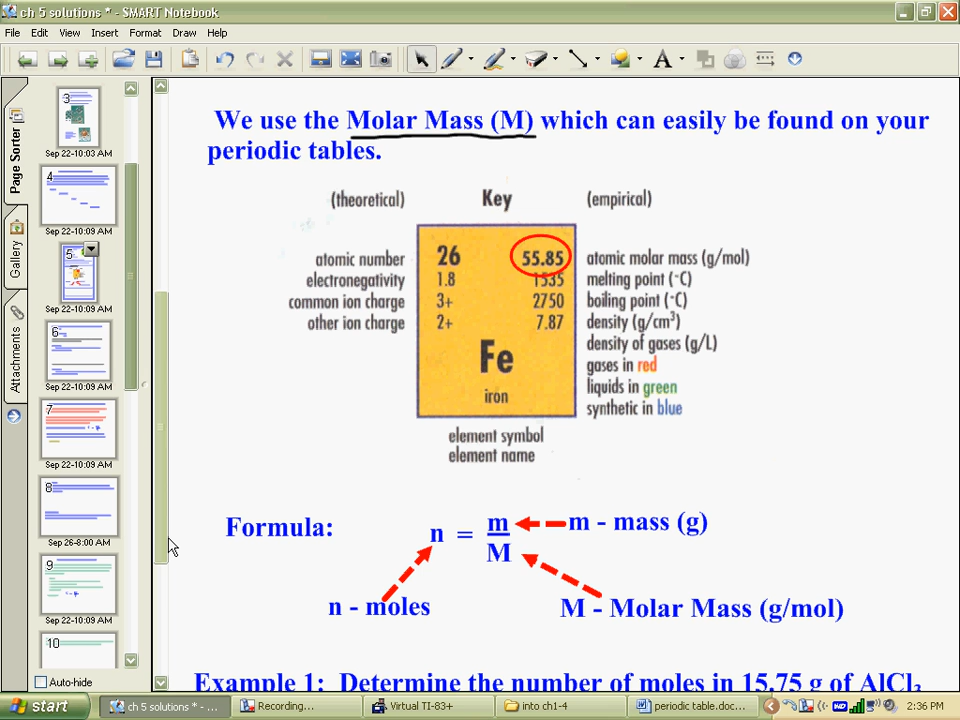 ch 5 solutions * - SMART Notebook
File Edit View Insert Format Draw Help
Page Sorter
Gallery
Attachments
3
Sep 22-10:03 AM
4
Sep 22-10:09 AM
5
Sep 22-10:09 AM
6
Sep 22-10:09 AM
7
Sep 22-10:09 AM
8
Sep 26-8:00 AM
9
Sep 22-10:09 AM
10
Auto-hide
We use the Molar Mass (M) which can easily be found on your
periodic tables.
(theoretical) Key (empirical)
atomic number 26 55.85 atomic molar mass (g/mol)
electronegativity 1.8 1535 melting point (°C)
common ion charge 3+ 2750 boiling point (°C)
other ion charge 2+ 7.87 density (g/cm³)
density of gases (g/L)
Fe gases in red
liquids in green
iron synthetic in blue
element symbol
element name
Formula: n = m/M m - mass (g)
n - moles M - Molar Mass (g/mol)
Example 1: Determine the number of moles in 15.75 g of AlCl₃
start ch 5 solutions * - ... Recording... Virtual TI-83+ into ch1-4 periodic table.doc... 2:36 PM